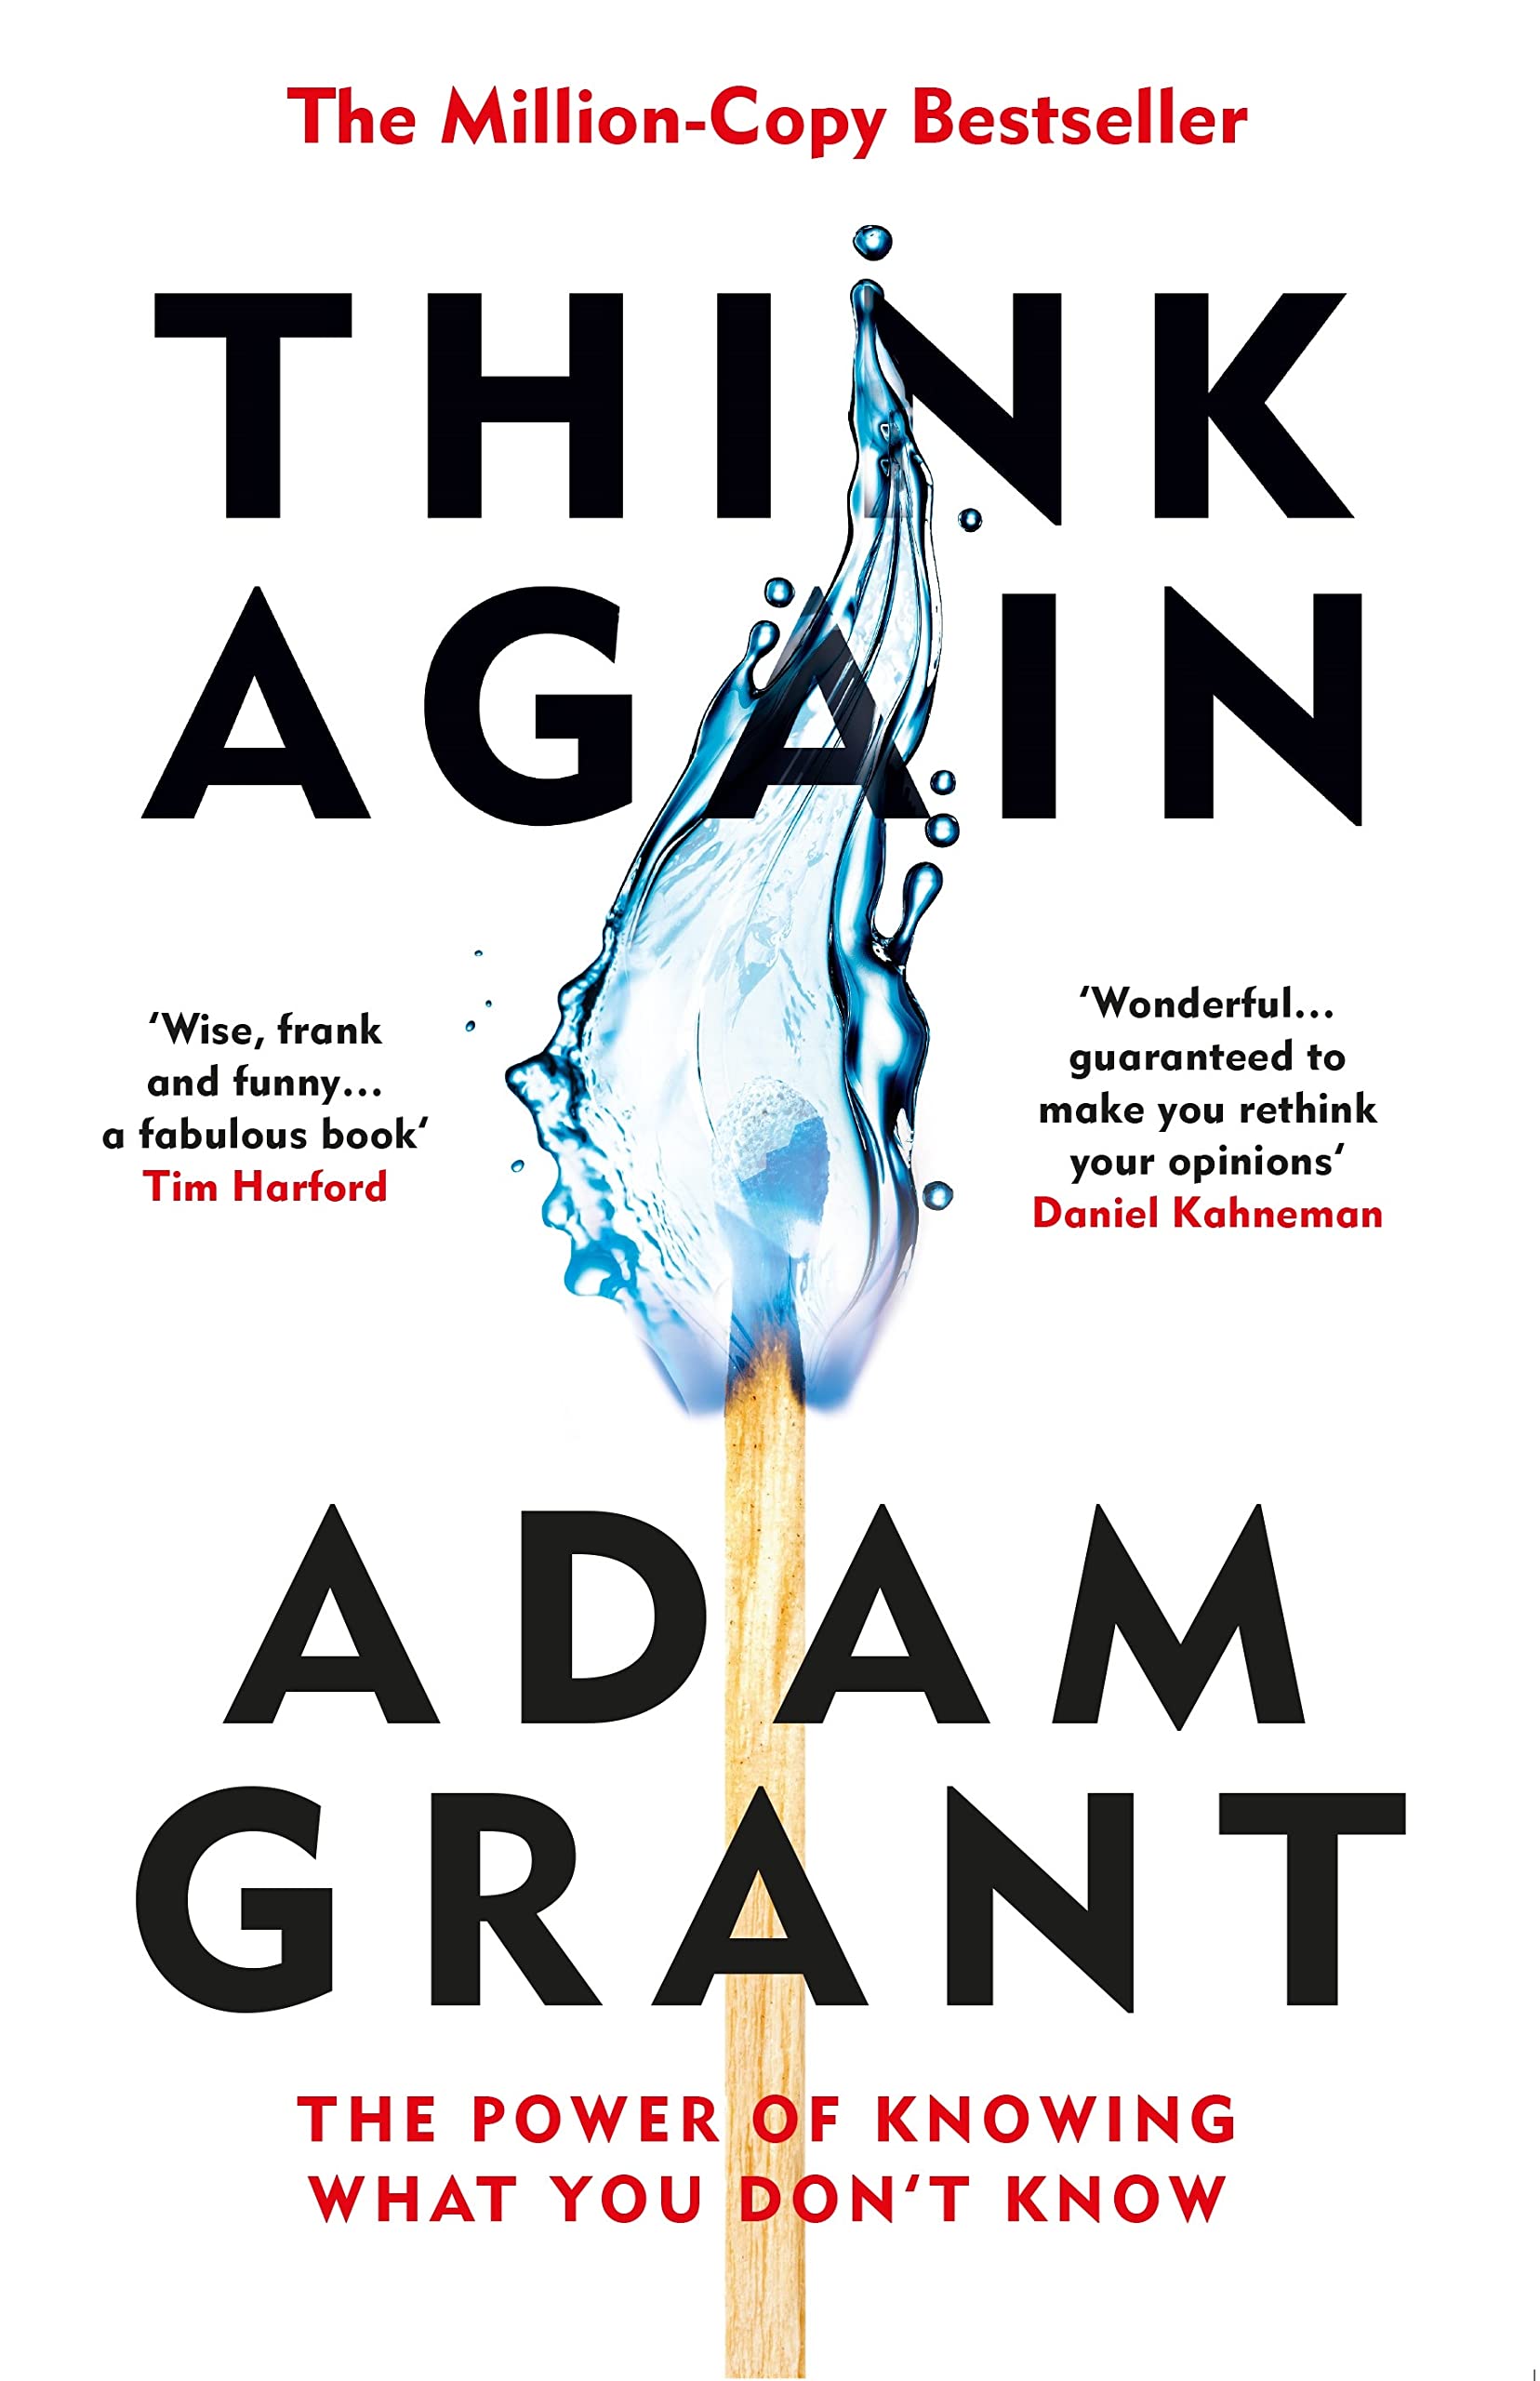 The Million-Copy Bestseller
THINK
AGAIN
‘Wise, frank
and funny...
a fabulous book‘
Tim Harford
‘Wonderful...
guaranteed to
make you rethink
your opinions‘
Daniel Kahneman
ADAM
GRANT
THE POWER OF KNOWING
WHAT YOU DON‘T KNOW